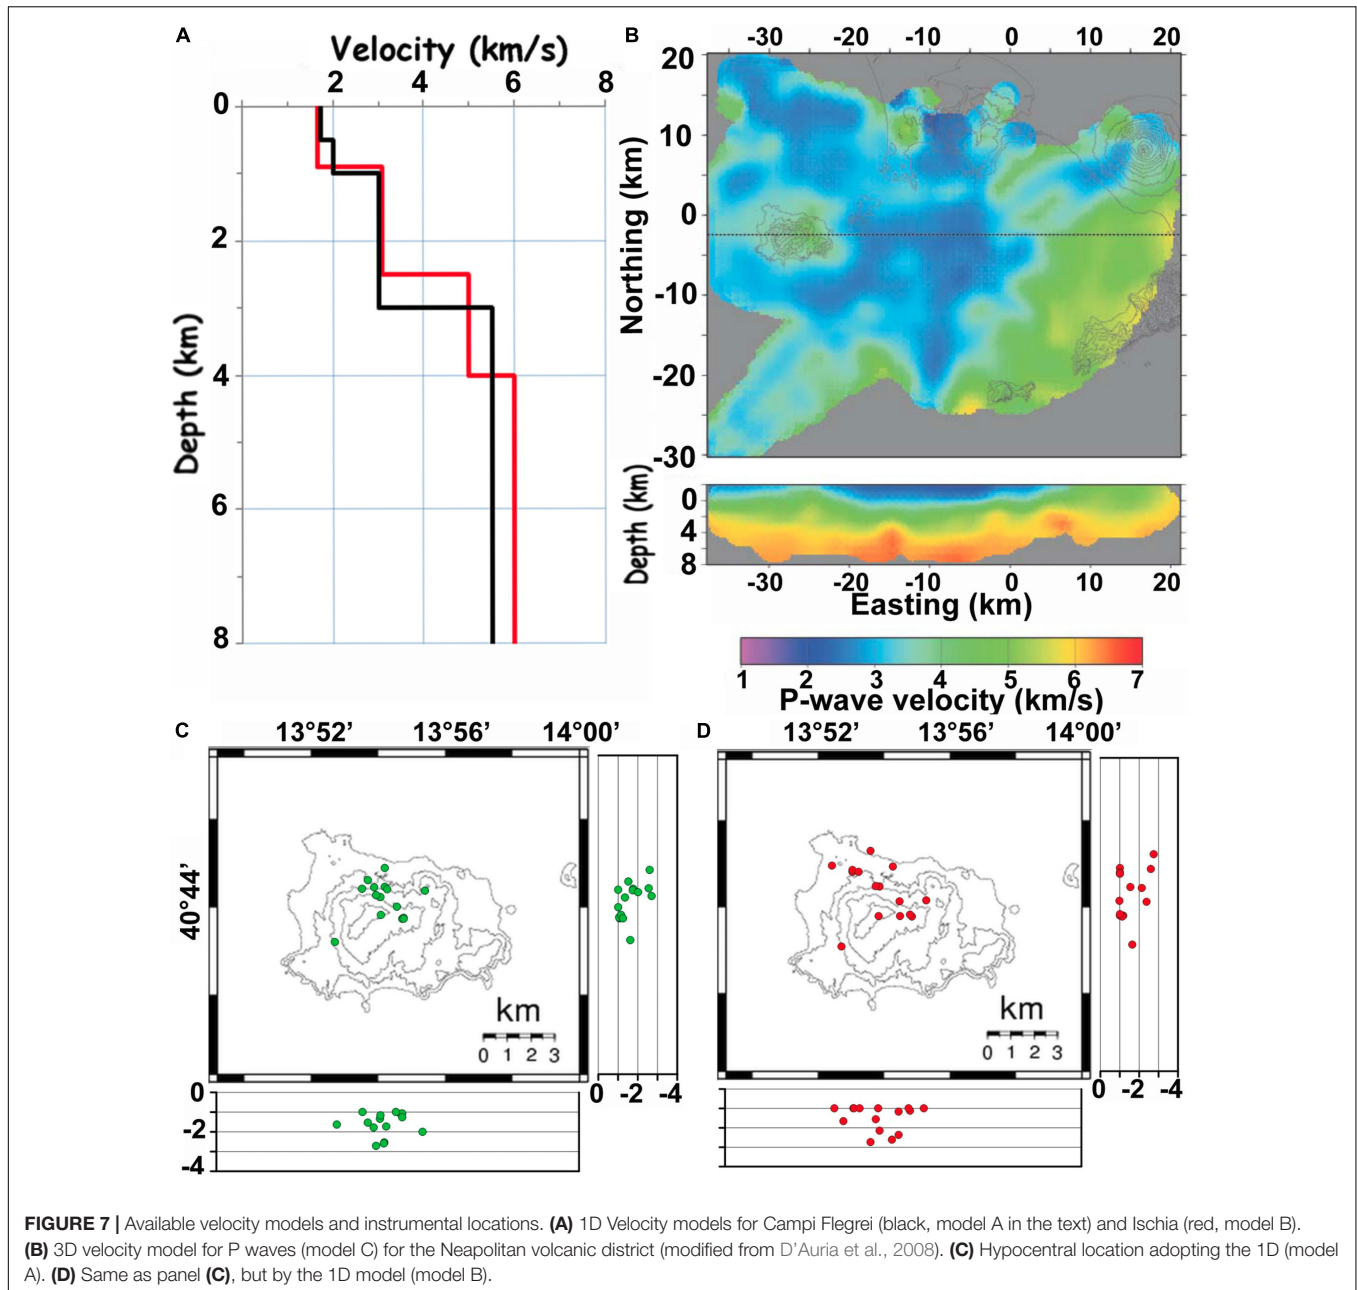 A
Velocity (km/s)
2 4 6 8
0
2
4
6
8
Depth (km)
B
-30 -20 -10 0 10 20
20
10
0
-10
-20
-30
Northing (km)
0
4
8
Depth (km)
-30 -20 -10 0 10 20
Easting (km)
1 2 3 4 5 6 7
P-wave velocity (km/s)
C
13°52' 13°56' 14°00'
40°44'
km
0 1 2 3
0 -2 -4
0
-2
-4
D
13°52' 13°56' 14°00'
km
0 1 2 3
0 -2 -4
FIGURE 7 | Available velocity models and instrumental locations. (A) 1D Velocity models for Campi Flegrei (black, model A in the text) and Ischia (red, model B).
(B) 3D velocity model for P waves (model C) for the Neapolitan volcanic district (modified from D'Auria et al., 2008). (C) Hypocentral location adopting the 1D (model
A). (D) Same as panel (C), but by the 1D model (model B).